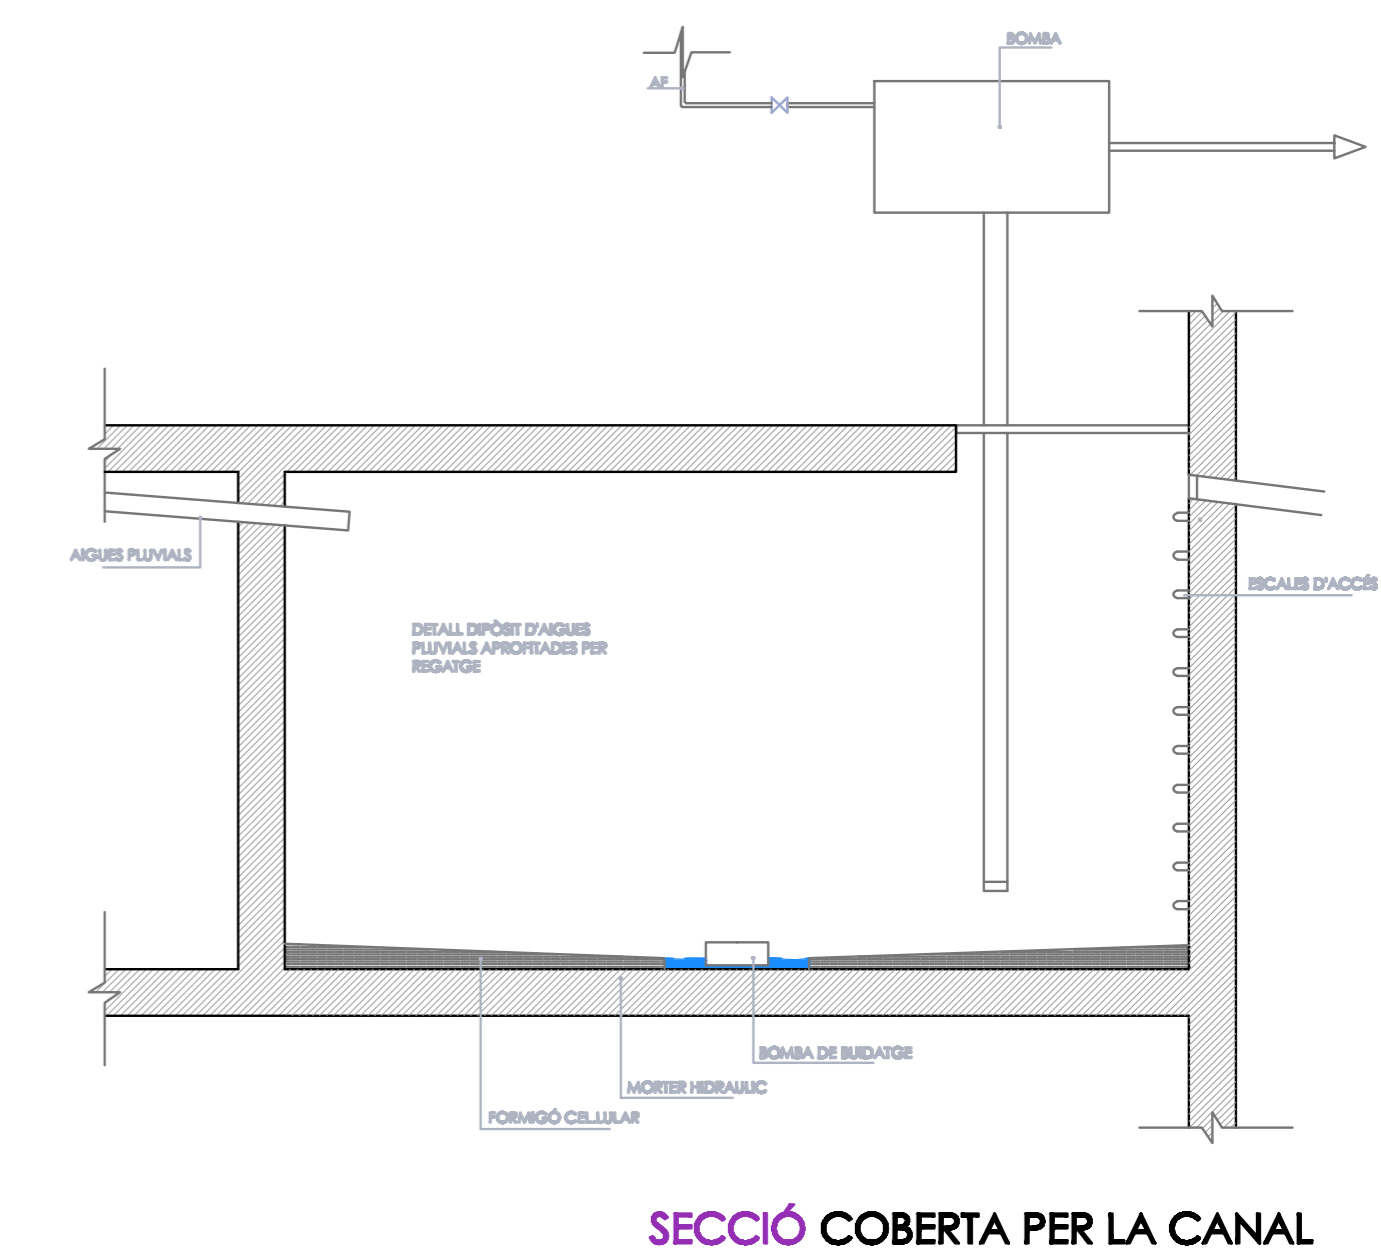 BOMBA
AF
AIGUES PLUVIALS
ESCALES D'ACCÉS
DETALL DIPÒSIT D'AIGUES
PLUVIALS APROFITADES PER
REGATGE
BOMBA DE BUIDATGE
MORTER HIDRAULIC
FORMIGÓ CEL.LULAR
SECCIÓ COBERTA PER LA CANAL